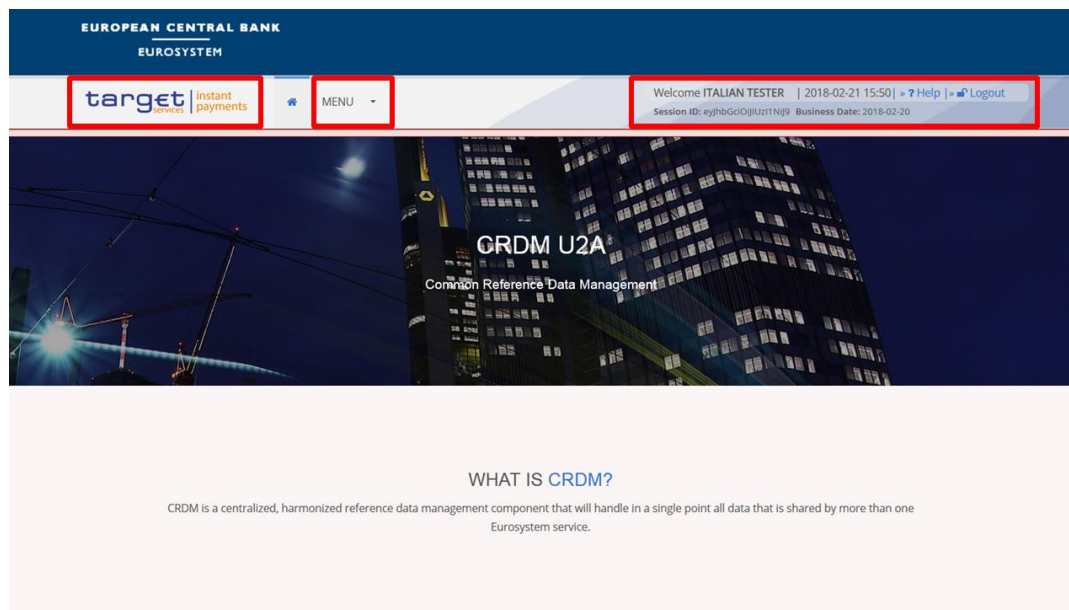 EUROPEAN CENTRAL BANK
EUROSYSTEM
target services | instant payments
MENU
Welcome ITALIAN TESTER | 2018-02-21 15:50| » ? Help |» Logout
Session ID: eyJhbGciOiJIUzI1NiJ9 Business Date: 2018-02-20
CRDM U2A
Common Reference Data Management
WHAT IS CRDM?
CRDM is a centralized, harmonized reference data management component that will handle in a single point all data that is shared by more than one
Eurosystem service.